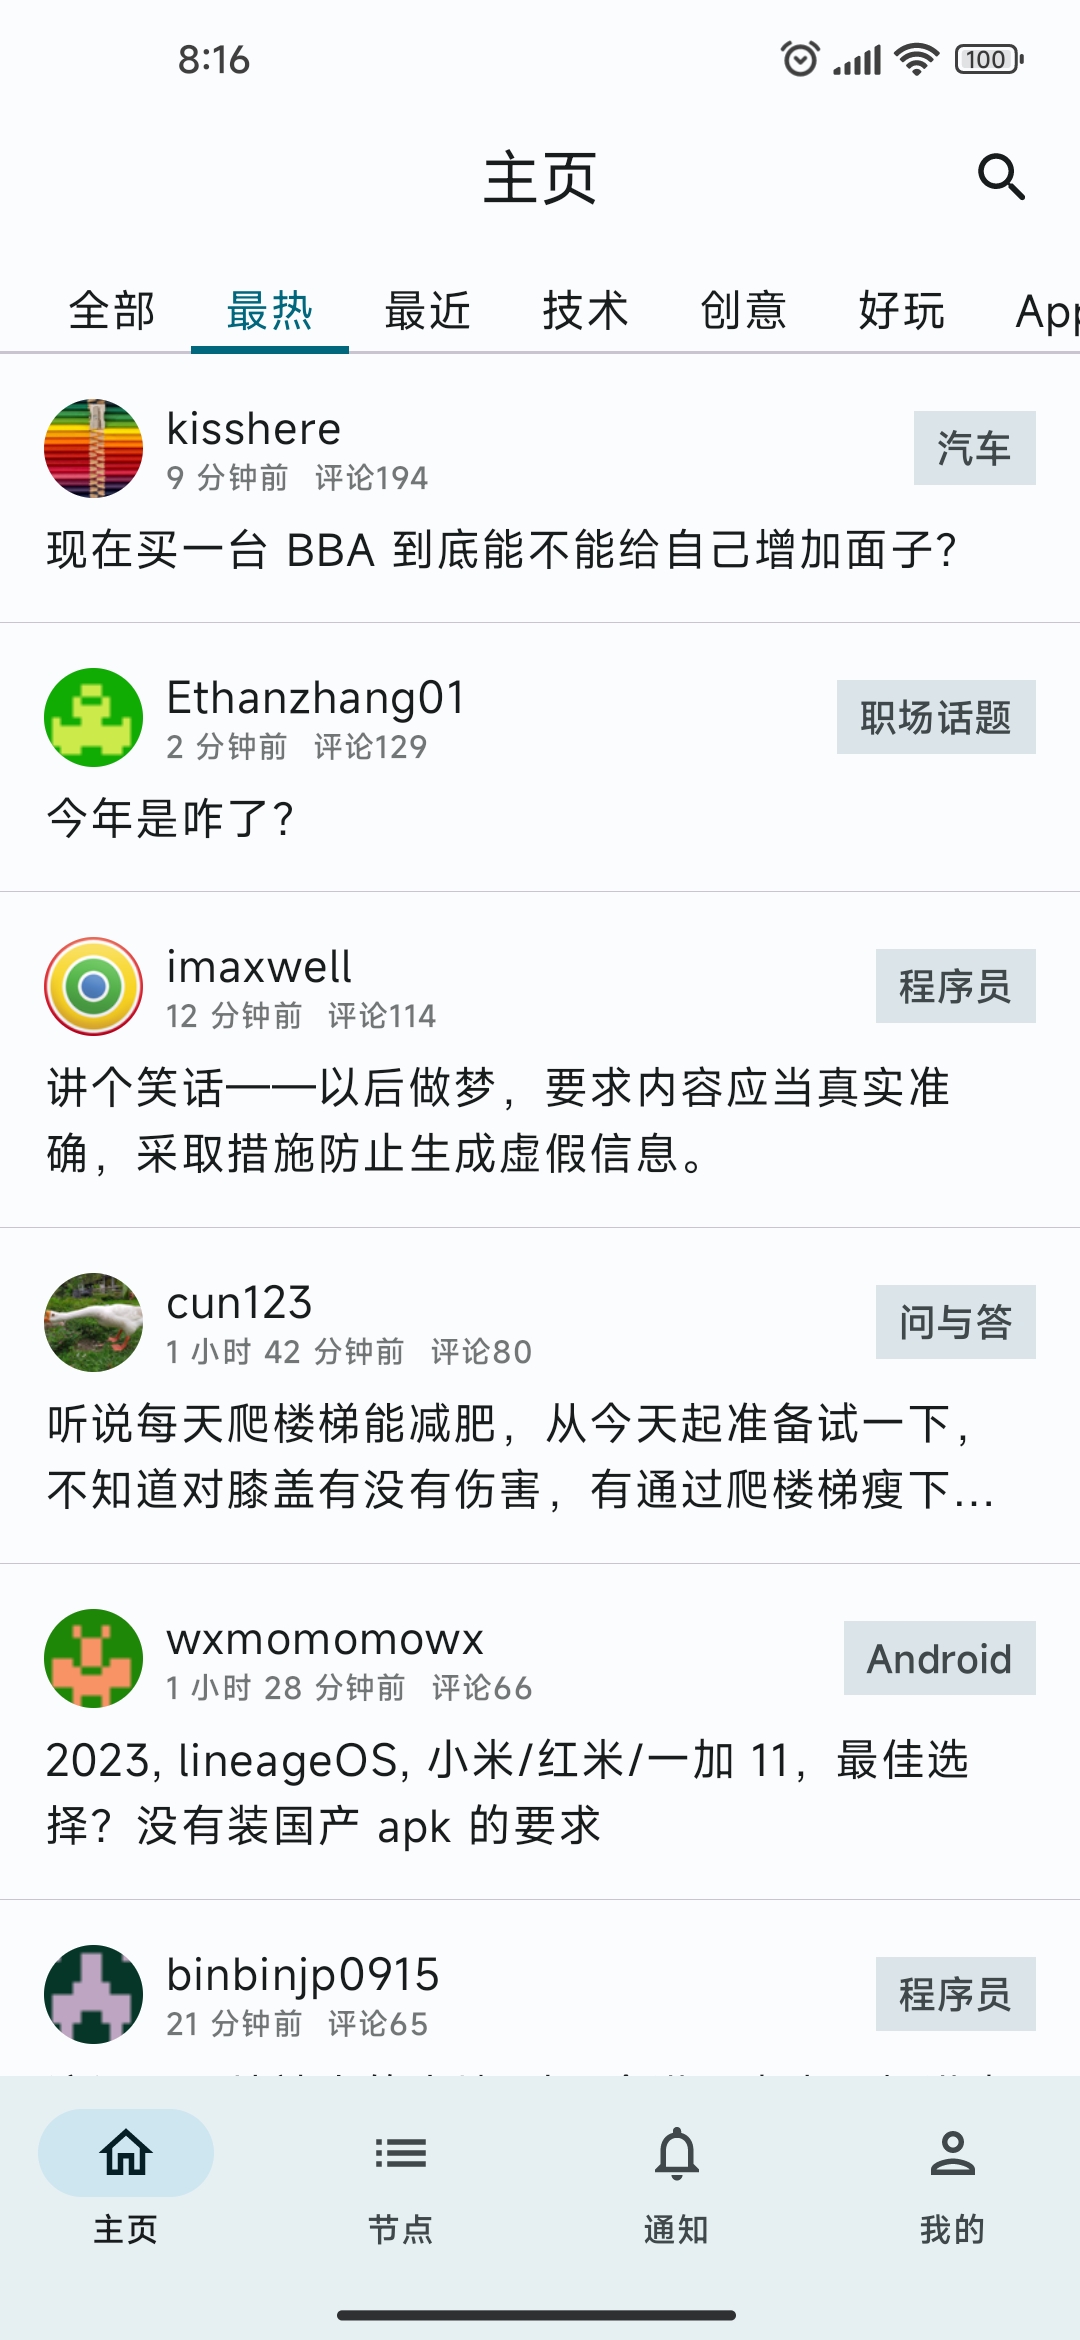 8:16
100
主页
全部 最热 最近 技术 创意 好玩 App
kisshere
9 分钟前 评论194
汽车
现在买一台 BBA 到底能不能给自己增加面子？
Ethanzhang01
2 分钟前 评论129
职场话题
今年是咋了？
imaxwell
12 分钟前 评论114
程序员
讲个笑话——以后做梦，要求内容应当真实准
确，采取措施防止生成虚假信息。
cun123
1 小时 42 分钟前 评论80
问与答
听说每天爬楼梯能减肥，从今天起准备试一下，
不知道对膝盖有没有伤害，有通过爬楼梯瘦下...
wxmomomowx
1 小时 28 分钟前 评论66
Android
2023, lineageOS, 小米/红米/一加 11，最佳选
择？没有装国产 apk 的要求
binbinjp0915
21 分钟前 评论65
程序员
主页 节点 通知 我的